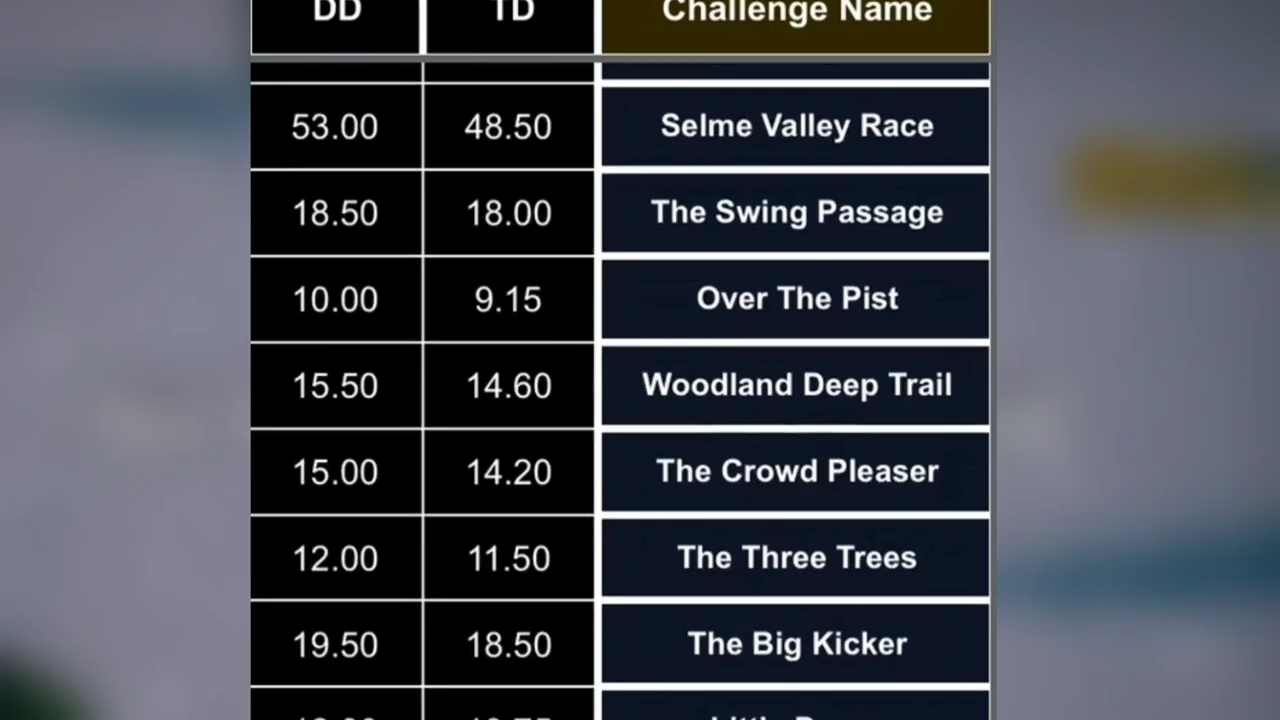 DD TD Challenge Name
53.00 48.50 Selme Valley Race
18.50 18.00 The Swing Passage
10.00 9.15 Over The Pist
15.50 14.60 Woodland Deep Trail
15.00 14.20 The Crowd Pleaser
12.00 11.50 The Three Trees
19.50 18.50 The Big Kicker